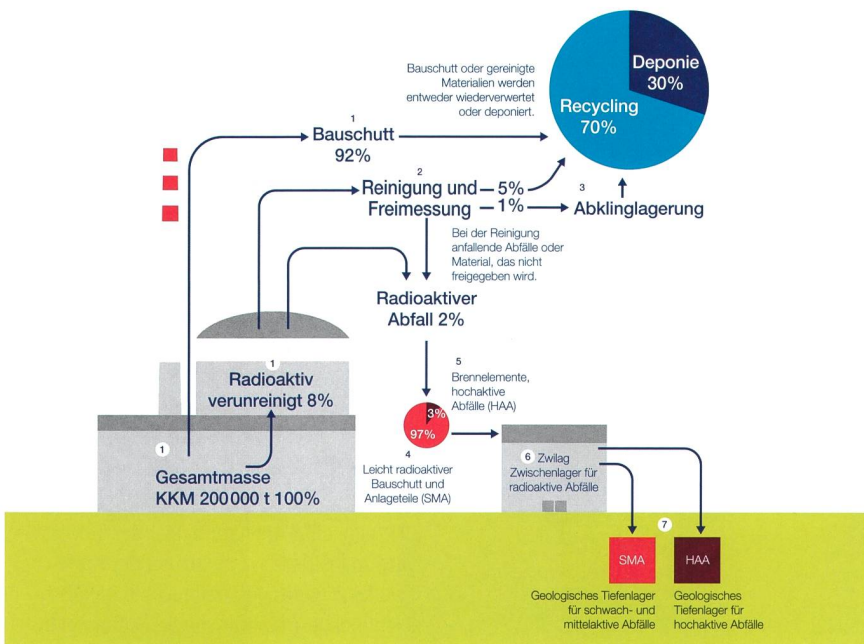 Deponie
30%
Recycling
70%
Bauschutt oder gereinigte
Materialien werden
entweder wiederverwertet
oder deponiert.
1
Bauschutt
92%
2
Reinigung und
Freimessung
5%
1%
3
Abklinglagerung
Bei der Reinigung
anfallende Abfälle oder
Material, das nicht
freigegeben wird.
Radioaktiver
Abfall 2%
1
Radioaktiv
verunreinigt 8%
1
Gesamtmasse
KKM 200 000 t 100%
5
Brennelemente,
hochaktive
Abfälle (HAA)
3%
97%
4
Leicht radioaktiver
Bauschutt und
Anlageteile (SMA)
6 Zwilag
Zwischenlager für
radioaktive Abfälle
7
SMA
HAA
Geologisches Tiefenlager
für schwach- und
mittelaktive Abfälle
Geologisches
Tiefenlager für
hochaktive Abfälle